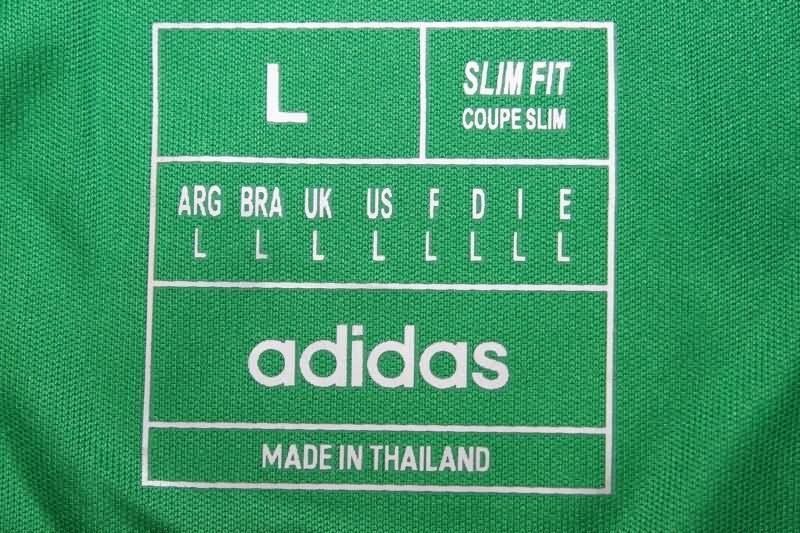 L
SLIM FIT
COUPE SLIM
ARG BRA UK US F D I E
L L L L L L L L
adidas
MADE IN THAILAND